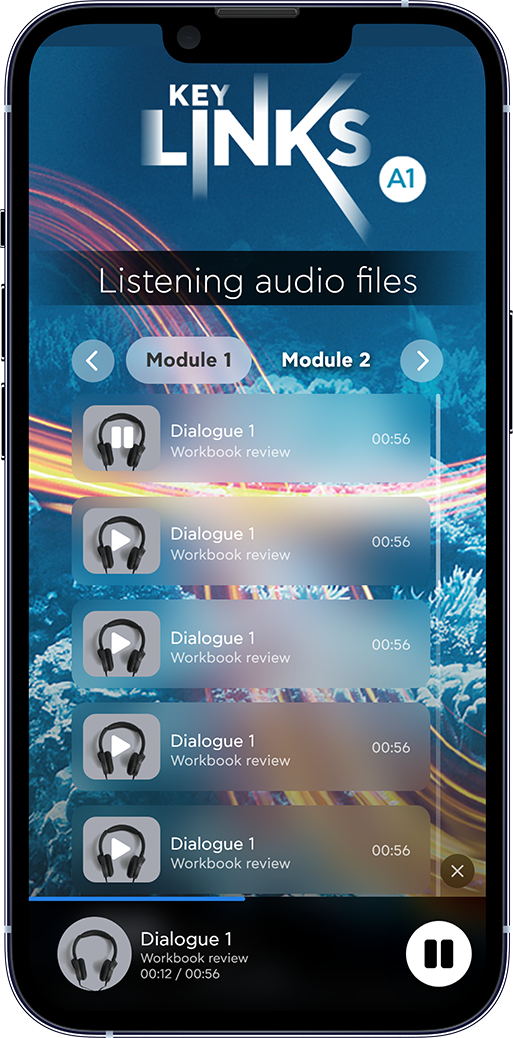 KEY
LINKS
A1
Listening audio files
Module 1
Module 2
Dialogue 1
Workbook review
00:56
Dialogue 1
Workbook review
00:56
Dialogue 1
Workbook review
00:56
Dialogue 1
Workbook review
00:56
Dialogue 1
Workbook review
00:56
Dialogue 1
Workbook review
00:12 / 00:56